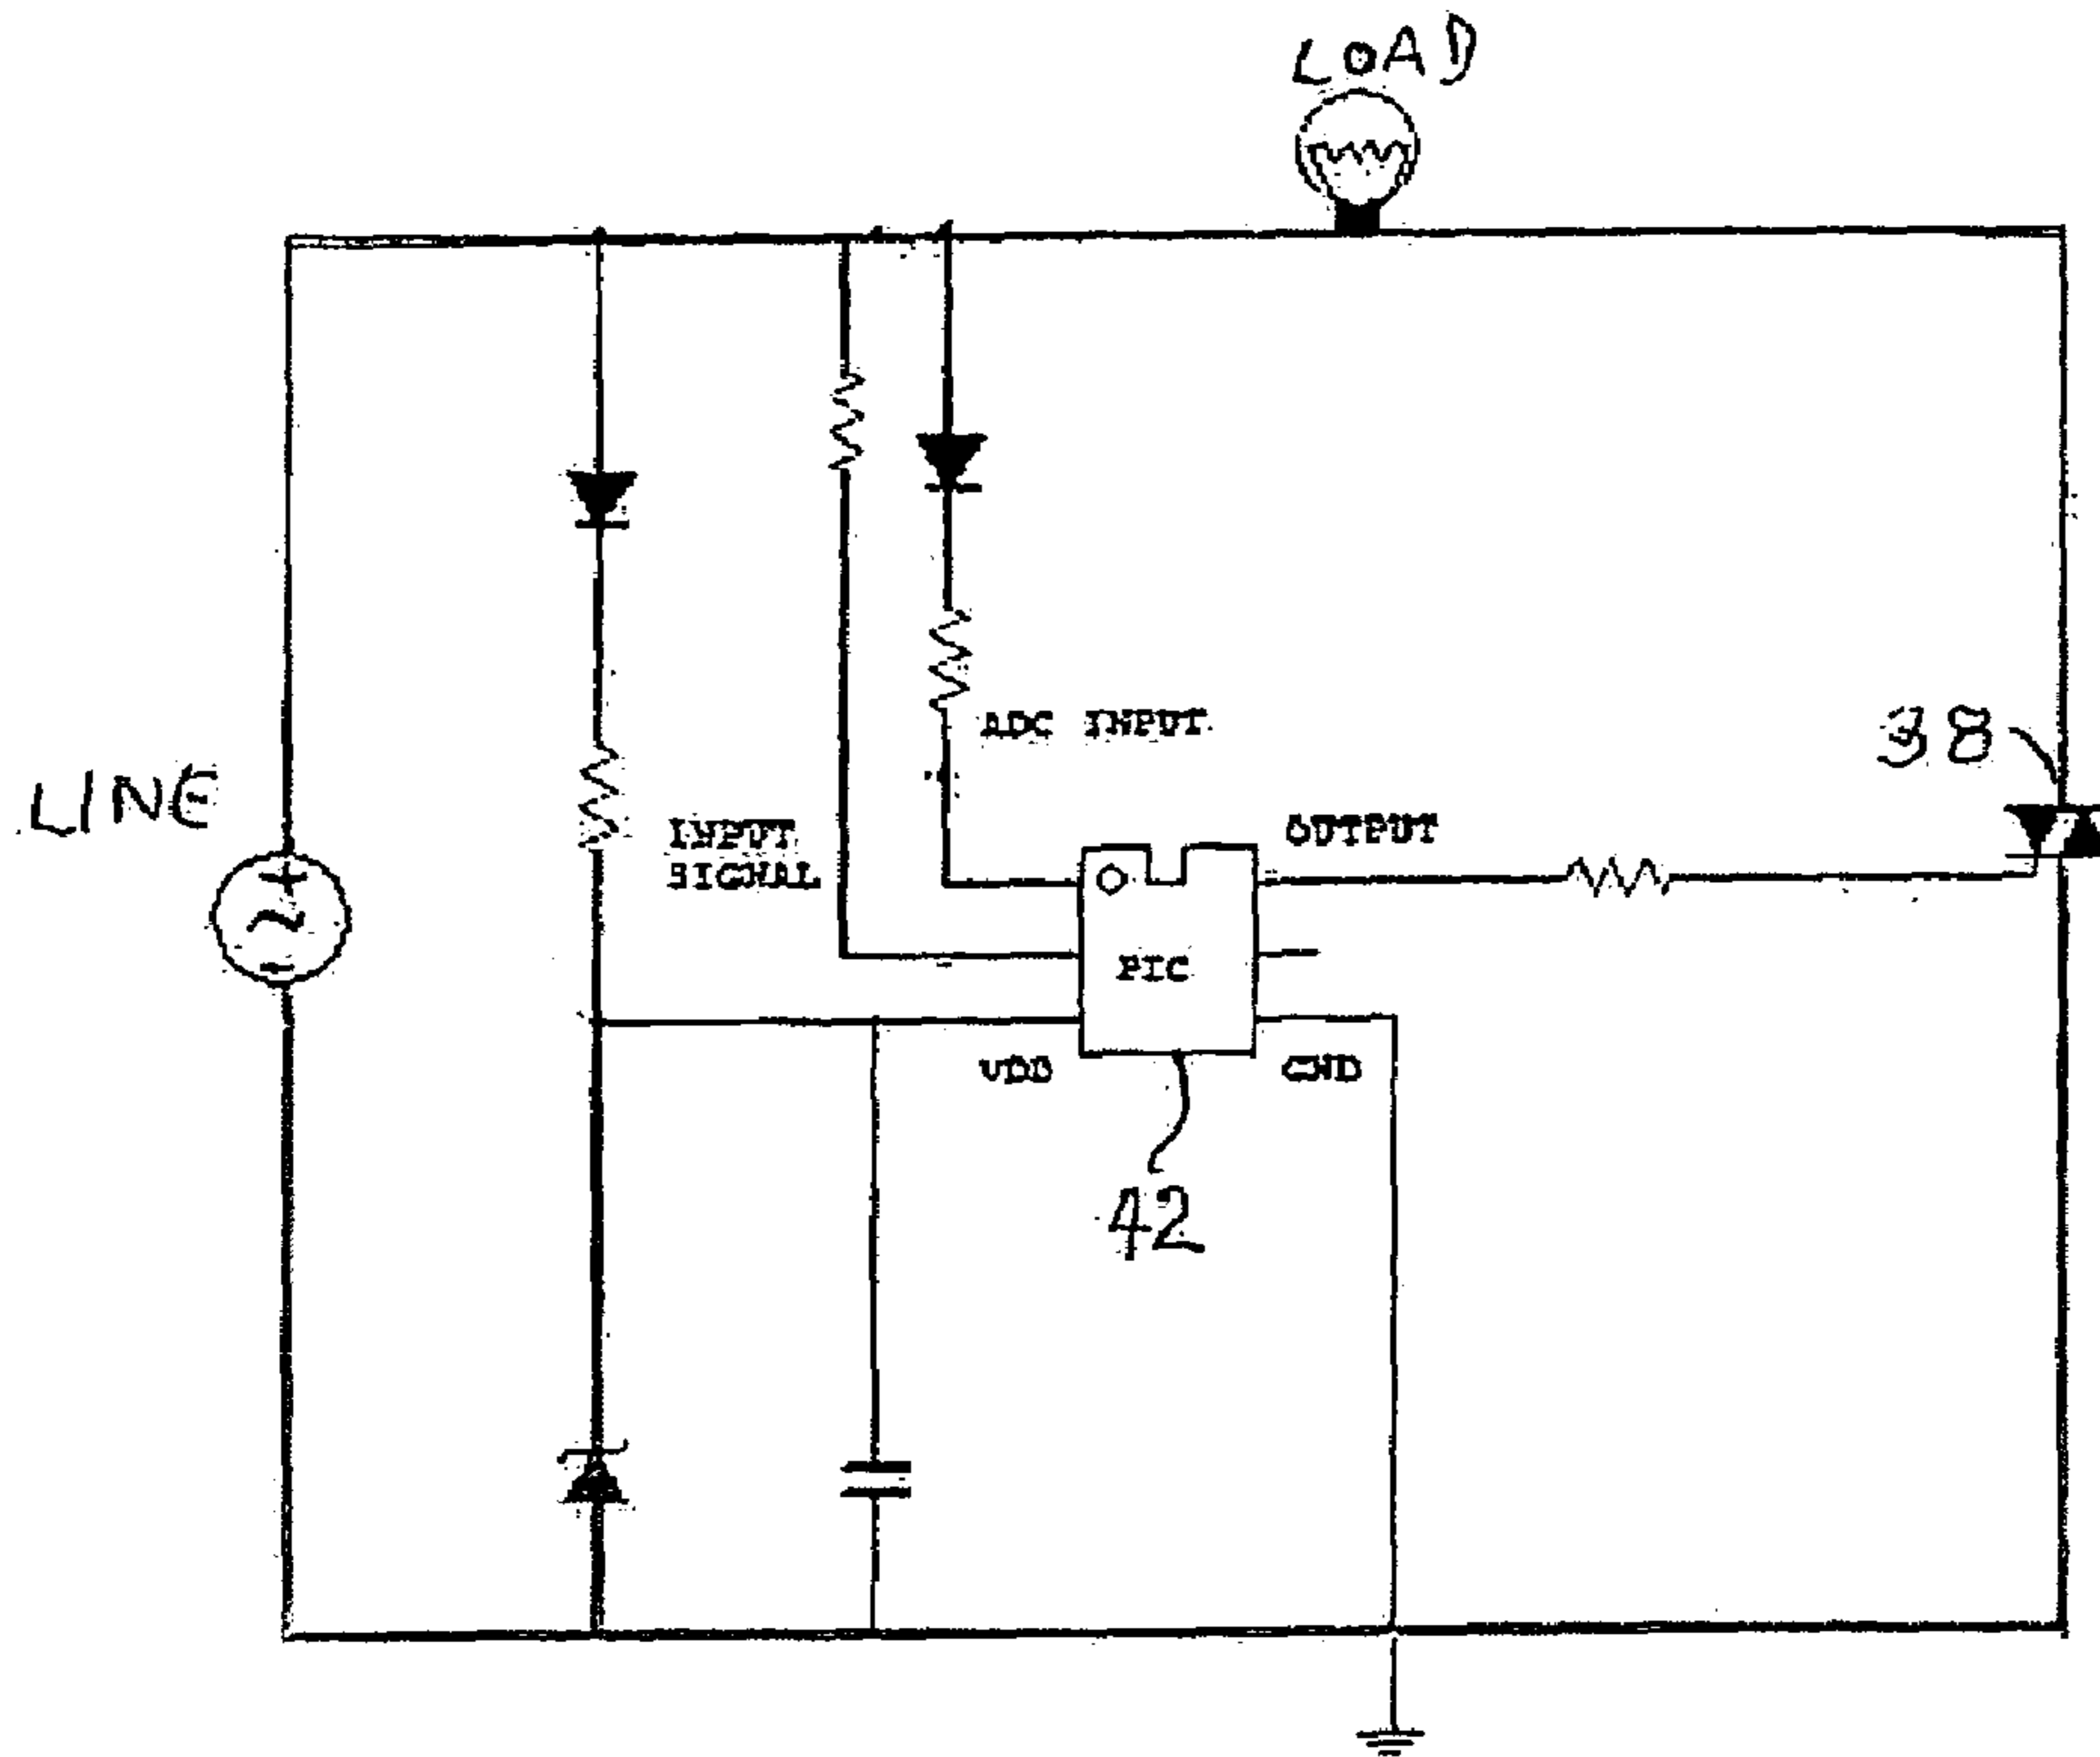 LOAD
ADC INPUT
38
LINE
INPUT
SIGNAL
OUTPUT
PIC
VDD
GND
42